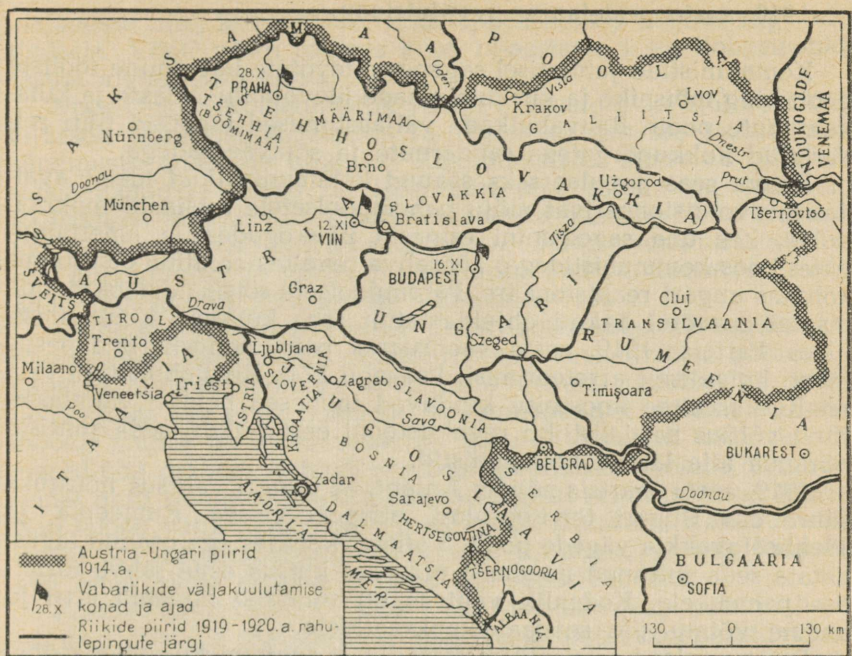 SAKSAMAA
POOLA
NÕUKOGUDE
VENEMAA
28.X
PRAHA
TŠEHHOSLOVAKKIA
TŠEHHIA
(BÖÖMIMAA)
MÄÄRIMAA
Oder
Visla
Krakov
Lvov
GALIITSIA
Dnestr
Nürnberg
Brno
Doonau
SLOVAKKIA
Užgorod
Prut
München
Linz
12.XI
VIIN
Bratislava
Tšernovtsõ
Tisza
16.XI
BUDAPEST
AUSTRIA
ŠVEITS
Graz
UNGARI
Cluj
TRANSILVAANIA
Drava
TIROOL
Trento
Szeged
RUMEENIA
Milaano
Ljubljana
SLOVEENIA
Zagreb
SLAVOONIA
Timişoara
Veneetsia
Triest
ISTRIA
KROAATIA
Poo
Sava
ITAALIA
JUGOSLAAVIA
BOSNIA
BELGRAD
BUKAREST
Zadar
SERBIA
Doonau
AADRIA
MERI
Sarajevo
DALMAATSIA
HERTSEGOVIINA
TŠERNOGOORIA
BULGAARIA
SOFIA
ALBAANIA
Austria-Ungari piirid
1914.a.
Vabariikide väljakuulutamise
28.X kohad ja ajad
Riikide piirid 1919-1920.a. rahu-
lepingute järgi
130 0 130 km